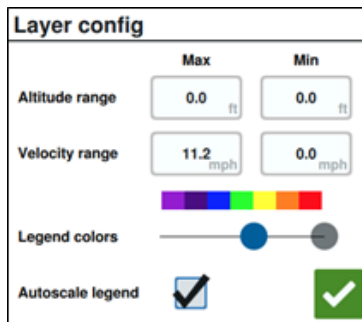 Layer config
Max Min
Altitude range 0.0 ft 0.0 ft
Velocity range 11.2 mph 0.0 mph
Legend colors
Autoscale legend